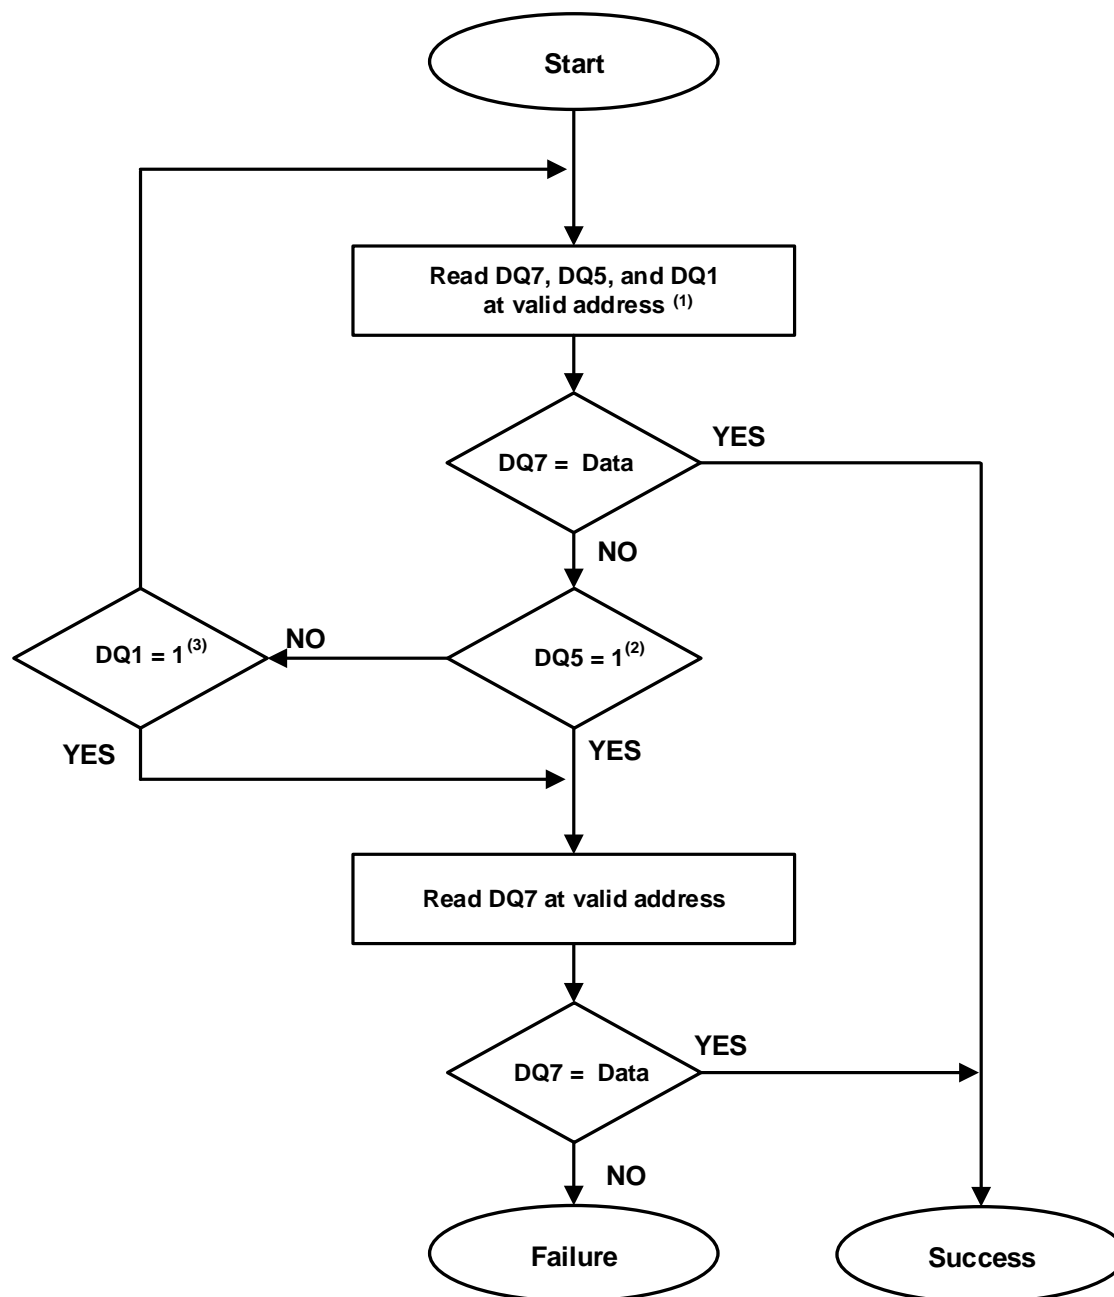 Start
Read DQ7, DQ5, and DQ1
at valid address (1)
DQ7 = Data
YES
NO
DQ5 = 1(2)
NO
DQ1 = 1(3)
YES
YES
Read DQ7 at valid address
DQ7 = Data
YES
NO
Failure
Success